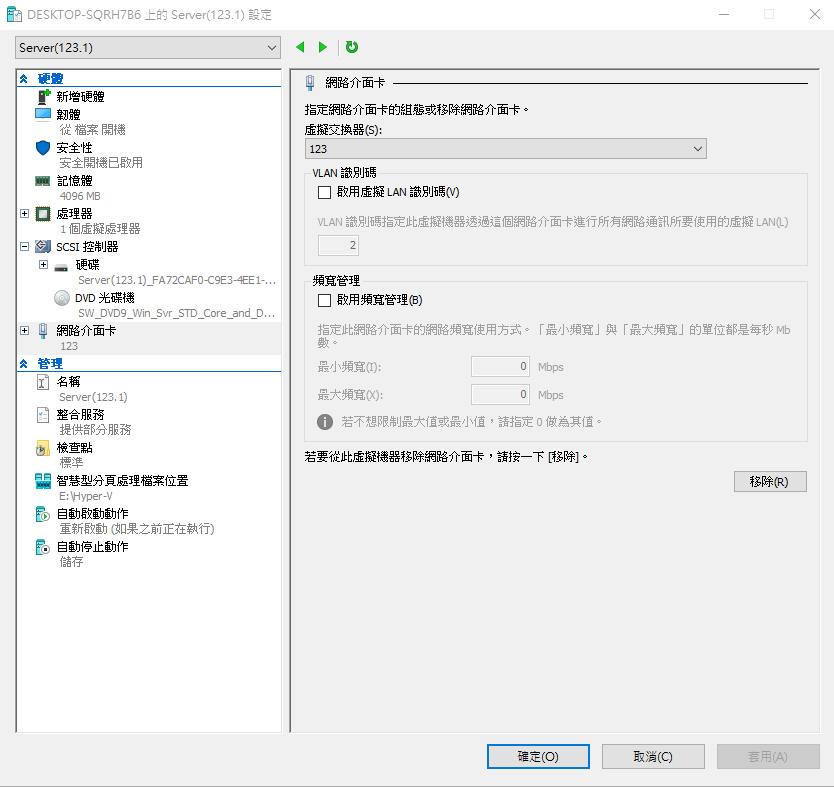 DESKTOP-SQRH7B6 上的 Server(123.1) 設定
Server(123.1)
硬體
新增硬體
韌體
從 檔案 開機
安全性
安全開機已啟用
記憶體
4096 MB
處理器
1 個虛擬處理器
SCSI 控制器
硬碟
Server(123.1)_FA72CAF0-C9E3-4EE1-...
DVD 光碟機
SW_DVD9_Win_Svr_STD_Core_and_D...
網路介面卡
123
管理
名稱
Server(123.1)
整合服務
提供部分服務
檢查點
標準
智慧型分頁處理檔案位置
E:\Hyper-V
自動啟動動作
重新啟動 (如果之前正在執行)
自動停止動作
儲存
網路介面卡
指定網路介面卡的組態或移除網路介面卡。
虛擬交換器(S):
123
VLAN 識別碼
啟用虛擬 LAN 識別碼(V)
VLAN 識別碼指定此虛擬機器透過這個網路介面卡進行所有網路通訊所要使用的虛擬 LAN(L)
2
頻寬管理
啟用頻寬管理(B)
指定此網路介面卡的網路頻寬使用方式。「最小頻寬」與「最大頻寬」的單位都是每秒 Mb
數。
最小頻寬(I): 0 Mbps
最大頻寬(X): 0 Mbps
若不想限制最大值或最小值，請指定 0 做為其值。
若要從此虛擬機器移除網路介面卡，請按一下 [移除]。
移除(R)
確定(O) 取消(C) 套用(A)